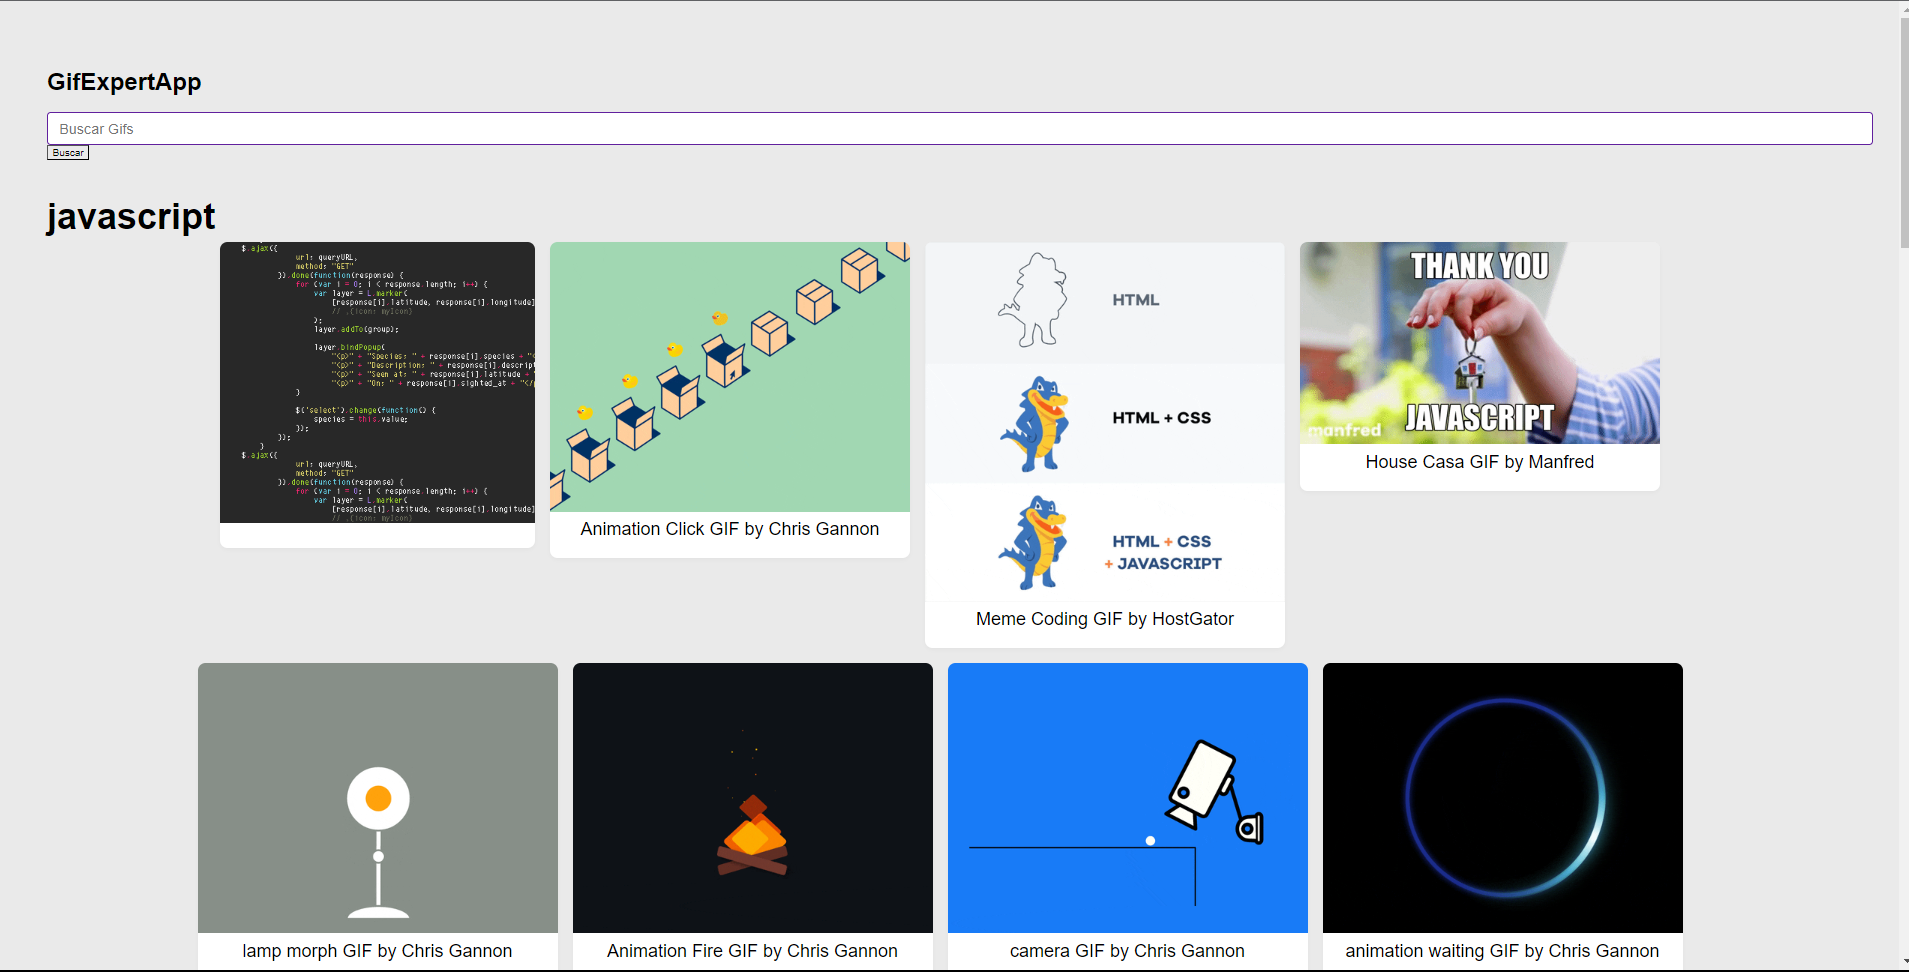 GifExpertApp
Buscar Gifs
Buscar
javascript
$.ajax({
url: queryURL,
method: "GET"
}).done(function(response) {
for (var i = 0; i < response.length; i++) {
var layer = L.marker(
[response[i].latitude, response[i].longitude]
// ,{icon: myIcon}
);
layer.addTo(group);
layer.bindPopup(
"<p>" + "Species: " + response[i].species + "<
"<p>" + "Description: " + response[i].descript
"<p>" + "Seen at: " + response[i].latitude + "
"<p>" + "On: " + response[i].sighted_at + "</p
)
$('select').change(function() {
species = this.value;
});
});
}
$.ajax({
url: queryURL,
method: "GET"
}).done(function(response) {
for (var i = 0; i < response.length; i++) {
var layer = L.marker(
[response[i].latitude, response[i].longitude]
// ,{icon: myIcon}
Animation Click GIF by Chris Gannon
HTML
HTML + CSS
HTML + CSS
+ JAVASCRIPT
Meme Coding GIF by HostGator
THANK YOU
JAVASCRIPT
manfred
House Casa GIF by Manfred
lamp morph GIF by Chris Gannon
Animation Fire GIF by Chris Gannon
camera GIF by Chris Gannon
animation waiting GIF by Chris Gannon